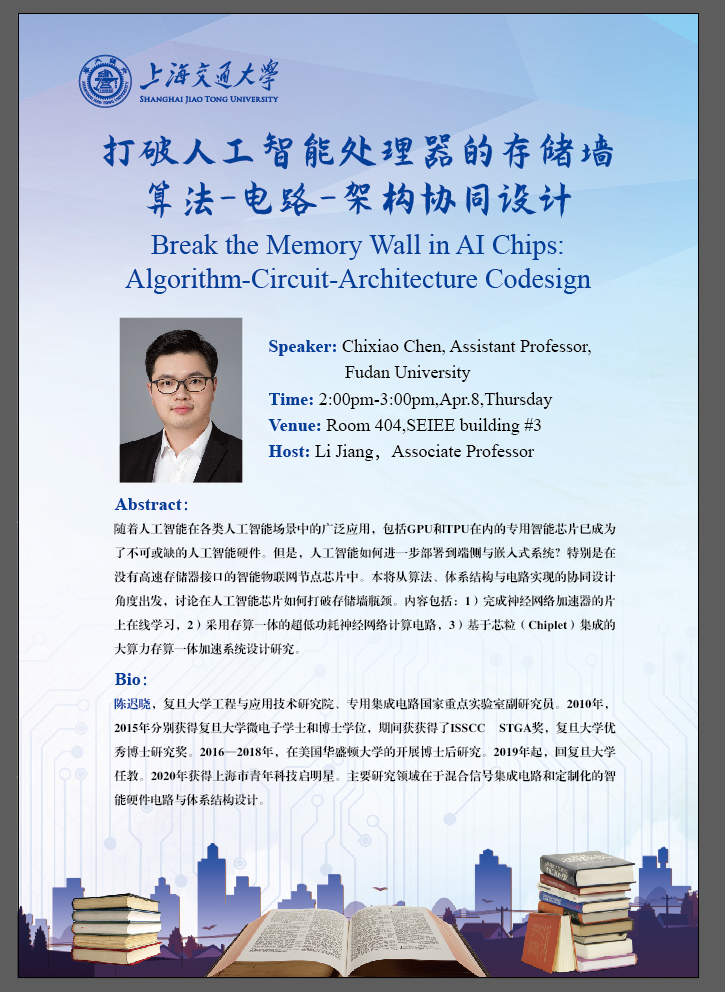 上海交通大學
SHANGHAI JIAO TONG UNIVERSITY
打破人工智能处理器的存储墙
算法-电路-架构协同设计
Break the Memory Wall in AI Chips:
Algorithm-Circuit-Architecture Codesign
Speaker: Chixiao Chen, Assistant Professor,
Fudan University
Time: 2:00pm-3:00pm,Apr.8,Thursday
Venue: Room 404,SEIEE building #3
Host: Li Jiang，Associate Professor
Abstract：
随着人工智能在各类人工智能场景中的广泛应用，包括GPU和TPU在内的专用智能芯片已成为
了不可或缺的人工智能硬件。但是，人工智能如何进一步部署到端侧与嵌入式系统？特别是在
没有高速存储器接口的智能物联网节点芯片中。本将从算法、体系结构与电路实现的协同设计
角度出发，讨论在人工智能芯片如何打破存储墙瓶颈。内容包括：1）完成神经网络加速器的片
上在线学习，2）采用存算一体的超低功耗神经网络计算电路，3）基于芯粒（Chiplet）集成的
大算力存算一体加速系统设计研究。
Bio：
陈迟晓，复旦大学工程与应用技术研究院、专用集成电路国家重点实验室副研究员。2010年，
2015年分别获得复旦大学微电子学士和博士学位，期间获获得了ISSCC STGA奖，复旦大学优
秀博士研究奖。2016—2018年，在美国华盛顿大学的开展博士后研究。2019年起，回复旦大学
任教。2020年获得上海市青年科技启明星。主要研究领域在于混合信号集成电路和定制化的智
能硬件电路与体系结构设计。